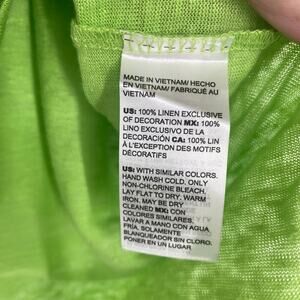 MADE IN VIETNAM/ HECHO
EN VIETNAM/ FABRIQUÉ AU
VIETNAM
US: 100% LINEN EXCLUSIVE
OF DECORATION MX: 100%
LINO EXCLUSIVO DE LA
DECORACIÓN CA: 100% LIN
À L'EXCEPTION DES MOTIFS
DÉCORATIFS
US: WITH SIMILAR COLORS.
HAND WASH COLD, ONLY
NON-CHLORINE BLEACH,
LAY FLAT TO DRY, WARM
IRON, MAY BE DRY
CLEANED MX: CON
COLORES SIMILARES.
LAVAR A MANO CON AGUA
FRÍA, SOLAMENTE
BLANQUEADOR SIN CLORO,
PONER EN UN LUGAR